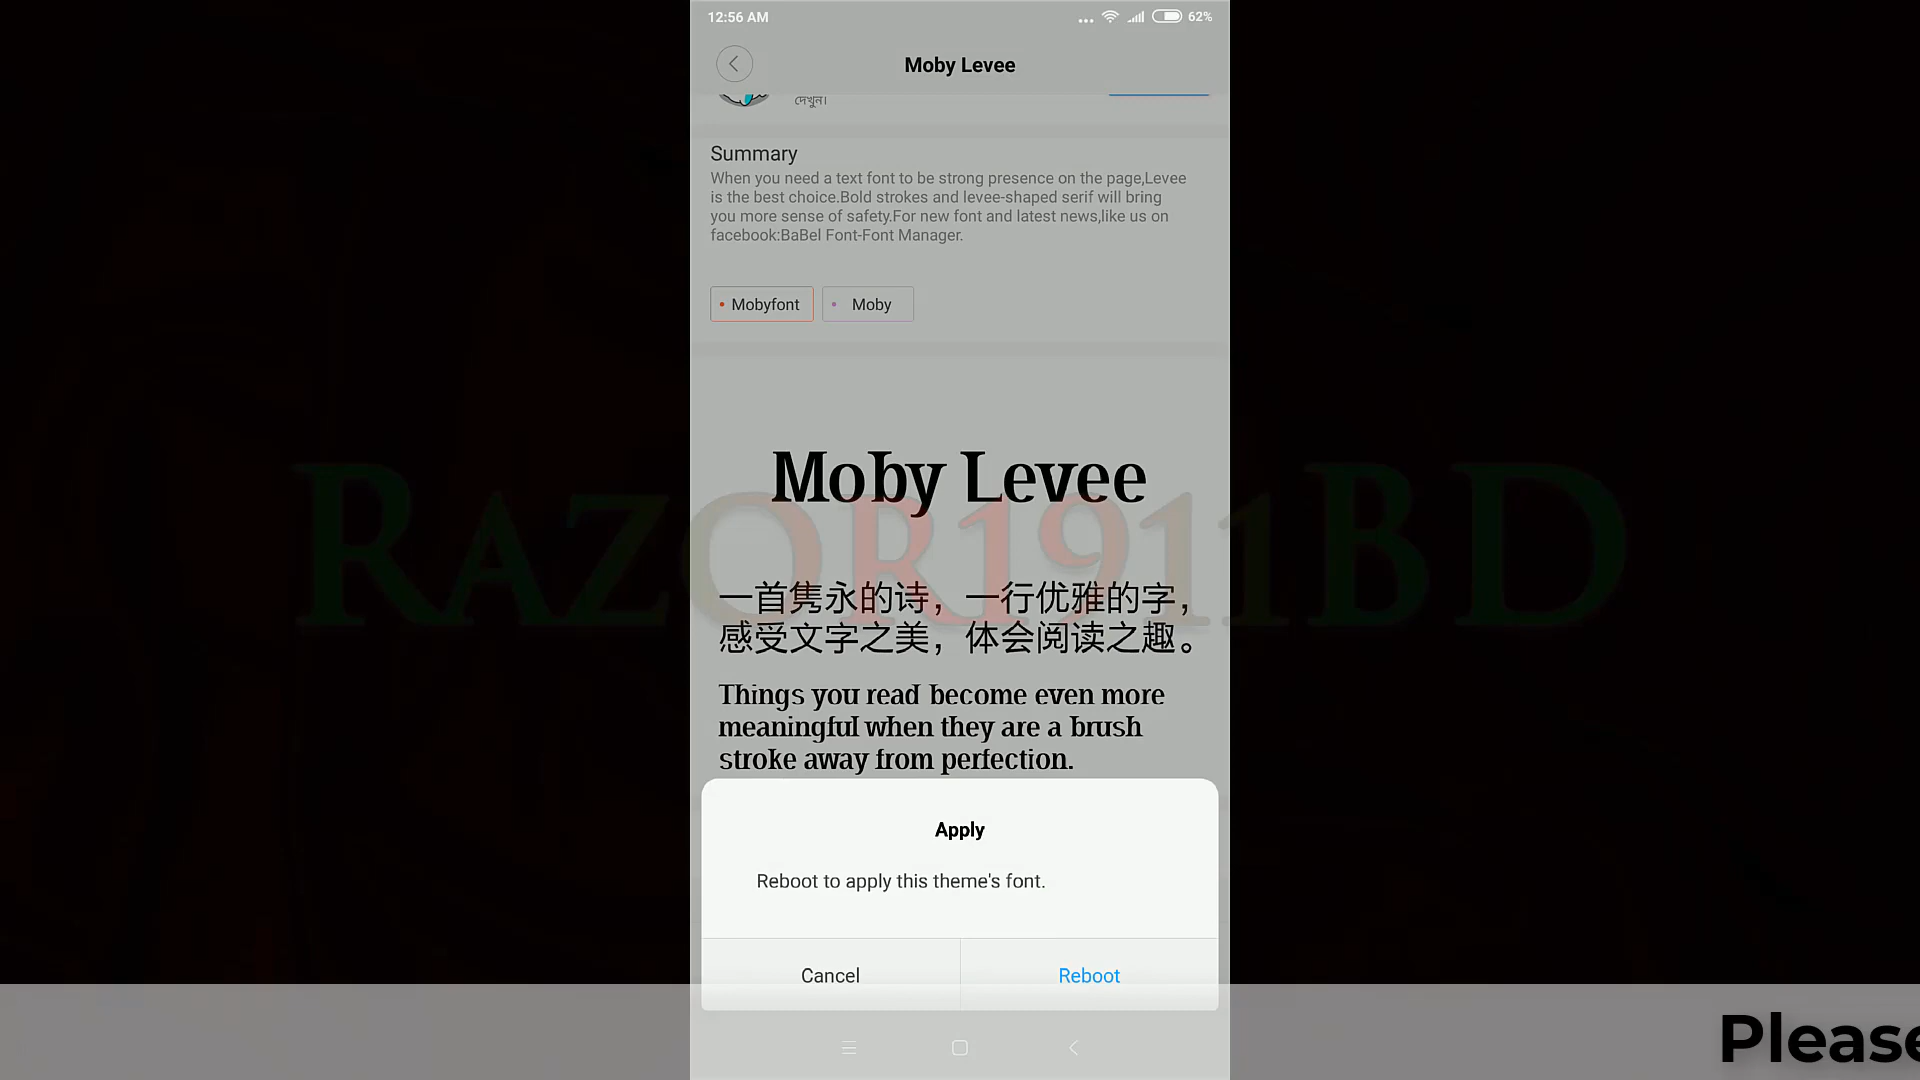 12:56 AM
62%
Moby Levee
দেখুন।
Summary
When you need a text font to be strong presence on the page,Levee
is the best choice.Bold strokes and levee-shaped serif will bring
you more sense of safety.For new font and latest news,like us on
facebook:BaBel Font-Font Manager.
Mobyfont
Moby
Moby Levee
RAZOR1911BD
一首隽永的诗，一行优雅的字，
感受文字之美，体会阅读之趣。
Things you read become even more
meaningful when they are a brush
stroke away from perfection.
Apply
Reboot to apply this theme's font.
Cancel
Reboot
Please